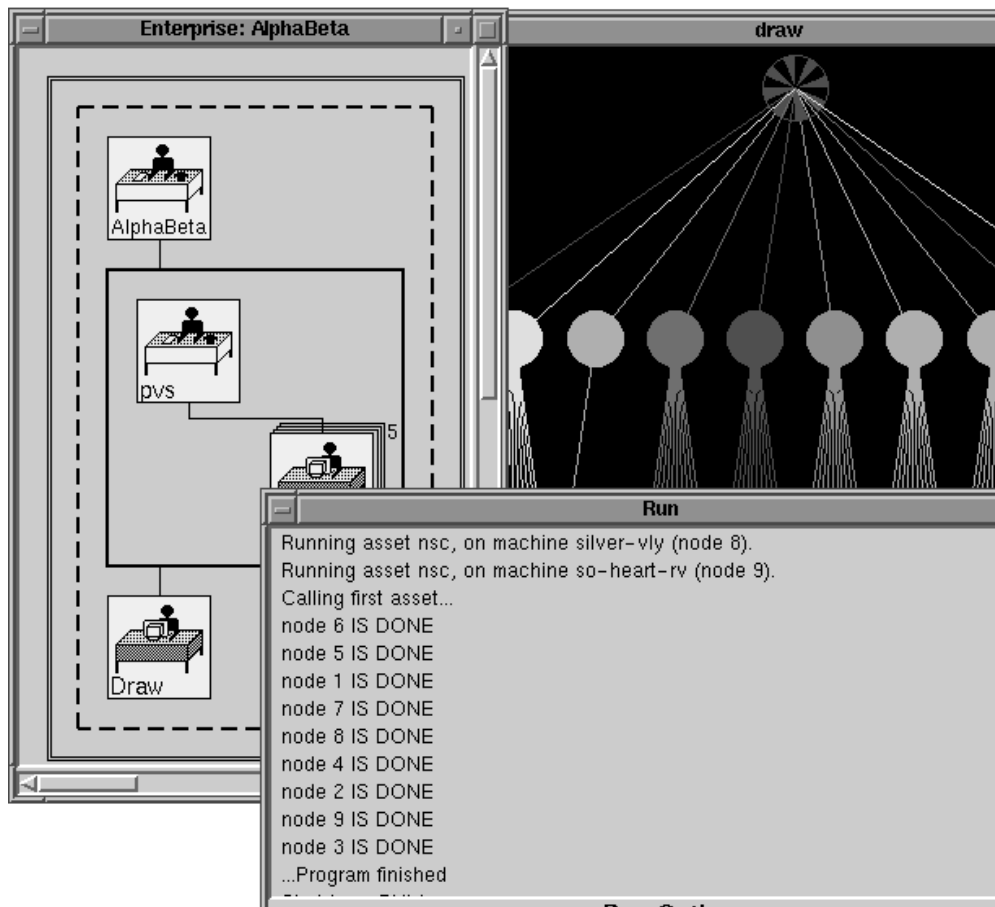 Enterprise: AlphaBeta
draw
AlphaBeta
pvs
5
Draw
Run
Running asset nsc, on machine silver-vly (node 8).
Running asset nsc, on machine so-heart-rv (node 9).
Calling first asset...
node 6 IS DONE
node 5 IS DONE
node 1 IS DONE
node 7 IS DONE
node 8 IS DONE
node 4 IS DONE
node 2 IS DONE
node 9 IS DONE
node 3 IS DONE
...Program finished